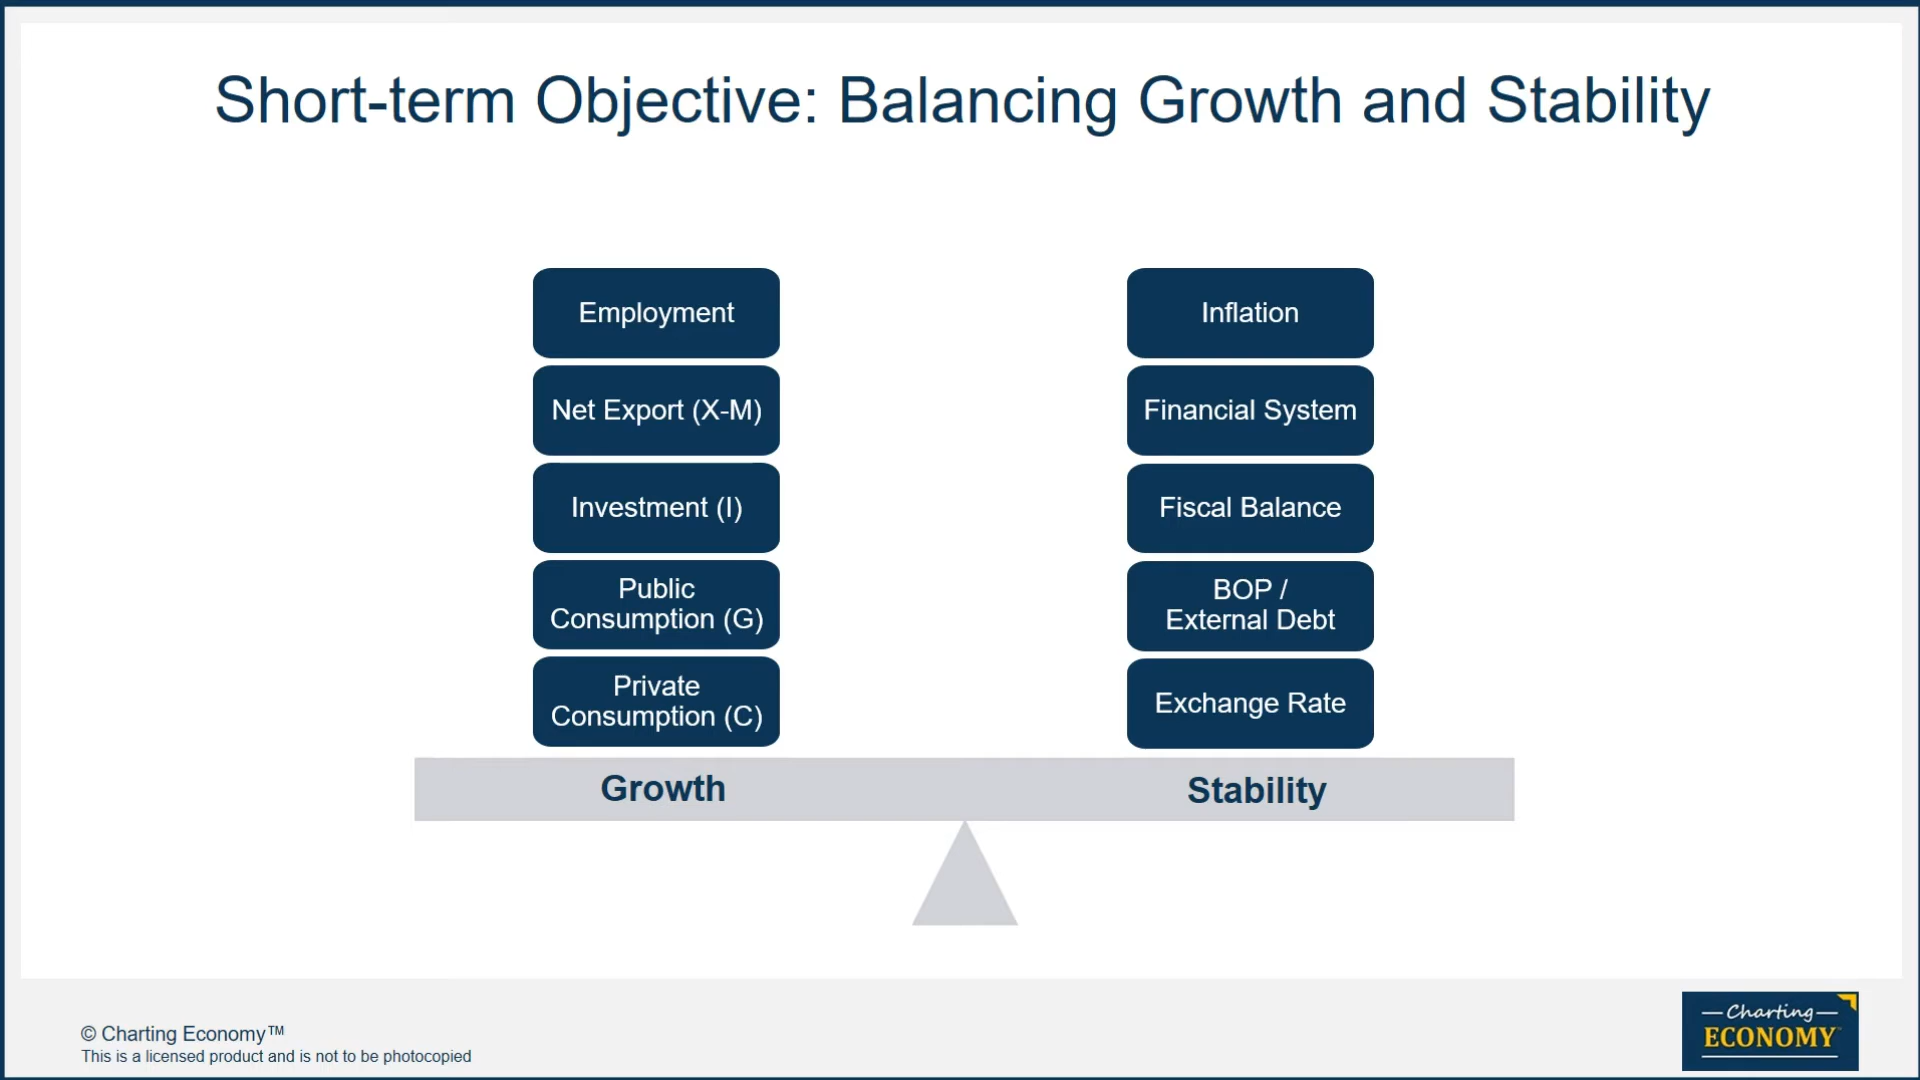 Short-term Objective: Balancing Growth and Stability
Employment
Net Export (X-M)
Investment (I)
Public
Consumption (G)
Private
Consumption (C)
Growth
Inflation
Financial System
Fiscal Balance
BOP /
External Debt
Exchange Rate
Stability
© Charting Economy™
This is a licensed product and is not to be photocopied
Charting
ECONOMY™